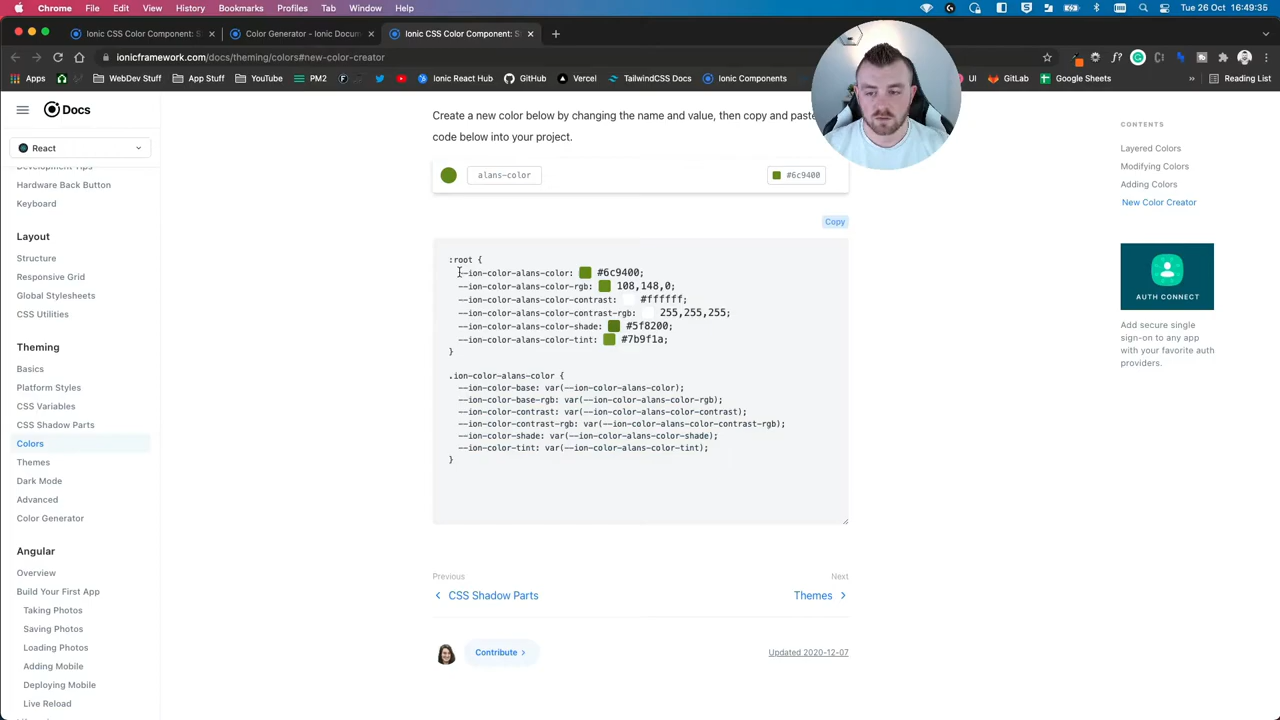 Chrome File Edit View History Bookmarks Profiles Tab Window Help Tue 26 Oct 16:49:35
Ionic CSS Color Component: S Color Generator - Ionic Docum Ionic CSS Color Component: S
ionicframework.com/docs/theming/colors#new-color-creator
Apps WebDev Stuff App Stuff YouTube PM2 Ionic React Hub GitHub Vercel TailwindCSS Docs Ionic Components UI GitLab Google Sheets » Reading List
Docs
React
Development Tips
Hardware Back Button
Keyboard
Layout
Structure
Responsive Grid
Global Stylesheets
CSS Utilities
Theming
Basics
Platform Styles
CSS Variables
CSS Shadow Parts
Colors
Themes
Dark Mode
Advanced
Color Generator
Angular
Overview
Build Your First App
Taking Photos
Saving Photos
Loading Photos
Adding Mobile
Deploying Mobile
Live Reload
Create a new color below by changing the name and value, then copy and paste
code below into your project.
alans-color #6c9400
Copy
:root {
--ion-color-alans-color: #6c9400;
--ion-color-alans-color-rgb: 108,148,0;
--ion-color-alans-color-contrast: #ffffff;
--ion-color-alans-color-contrast-rgb: 255,255,255;
--ion-color-alans-color-shade: #5f8200;
--ion-color-alans-color-tint: #7b9f1a;
}
.ion-color-alans-color {
--ion-color-base: var(--ion-color-alans-color);
--ion-color-base-rgb: var(--ion-color-alans-color-rgb);
--ion-color-contrast: var(--ion-color-alans-color-contrast);
--ion-color-contrast-rgb: var(--ion-color-alans-color-contrast-rgb);
--ion-color-shade: var(--ion-color-alans-color-shade);
--ion-color-tint: var(--ion-color-alans-color-tint);
}
Previous Next
CSS Shadow Parts Themes
Contribute
Updated 2020-12-07
CONTENTS
Layered Colors
Modifying Colors
Adding Colors
New Color Creator
AUTH CONNECT
Add secure single
sign-on to any app
with your favorite auth
providers.